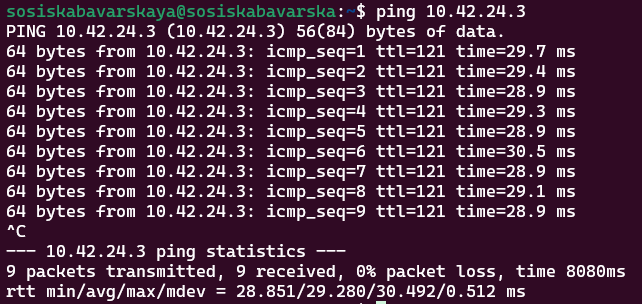 sosiskabavarskaya@sosiskabavarska:~$ ping 10.42.24.3
PING 10.42.24.3 (10.42.24.3) 56(84) bytes of data.
64 bytes from 10.42.24.3: icmp_seq=1 ttl=121 time=29.7 ms
64 bytes from 10.42.24.3: icmp_seq=2 ttl=121 time=29.4 ms
64 bytes from 10.42.24.3: icmp_seq=3 ttl=121 time=28.9 ms
64 bytes from 10.42.24.3: icmp_seq=4 ttl=121 time=29.3 ms
64 bytes from 10.42.24.3: icmp_seq=5 ttl=121 time=28.9 ms
64 bytes from 10.42.24.3: icmp_seq=6 ttl=121 time=30.5 ms
64 bytes from 10.42.24.3: icmp_seq=7 ttl=121 time=28.9 ms
64 bytes from 10.42.24.3: icmp_seq=8 ttl=121 time=29.1 ms
64 bytes from 10.42.24.3: icmp_seq=9 ttl=121 time=28.9 ms
^C
--- 10.42.24.3 ping statistics ---
9 packets transmitted, 9 received, 0% packet loss, time 8080ms
rtt min/avg/max/mdev = 28.851/29.280/30.492/0.512 ms